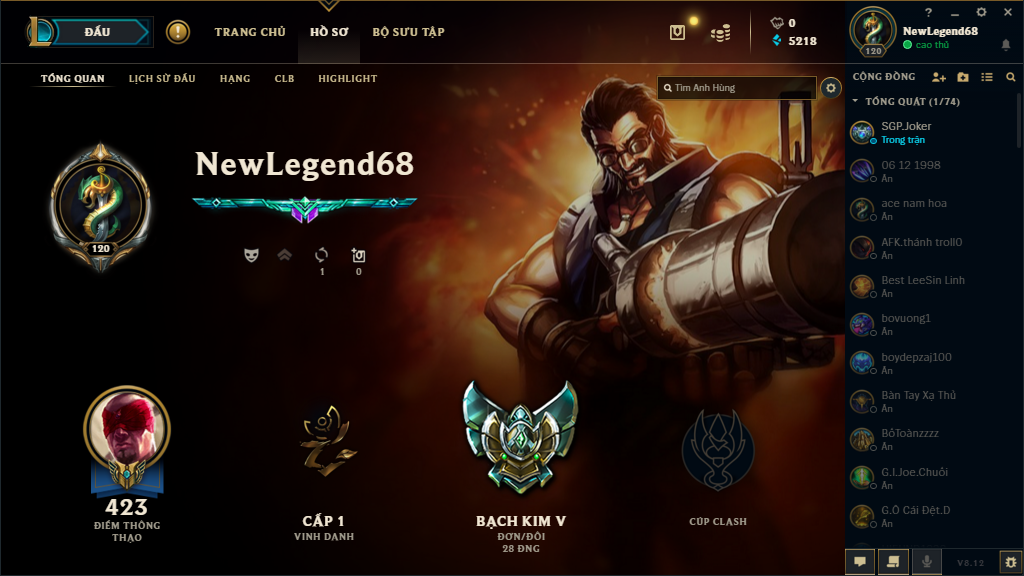 ĐẤU
TRANG CHỦ
HỒ SƠ
BỘ SƯU TẬP
0
5218
120
NewLegend68
cao thủ
TỔNG QUAN
LỊCH SỬ ĐẤU
HẠNG
CLB
HIGHLIGHT
Tìm Anh Hùng
CỘNG ĐỒNG
TỔNG QUÁT (1/74)
NewLegend68
120
1
0
SGP.Joker
Trong trận
06 12 1998
Ẩn
ace nam hoa
Ẩn
AFK.thánh troll0
Ẩn
Best LeeSin Linh
Ẩn
bovuong1
Ẩn
boydepzaj100
Ẩn
Bàn Tay Xạ Thủ
Ẩn
BốToànzzzz
Ẩn
G.I.Joe.Chuối
Ẩn
G.Ô Cái Đệt.D
Ẩn
423
ĐIỂM THÔNG
THẠO
CẤP 1
VINH DANH
BẠCH KIM V
ĐƠN/ĐÔI
28 ĐNG
CÚP CLASH
V8.12